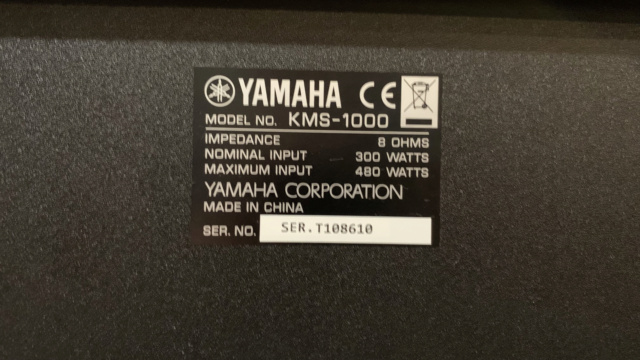 YAMAHA CE
MODEL NO. KMS-1000
IMPEDANCE 8 OHMS
NOMINAL INPUT 300 WATTS
MAXIMUM INPUT 480 WATTS
YAMAHA CORPORATION
MADE IN CHINA
SER. NO. SER.T108610